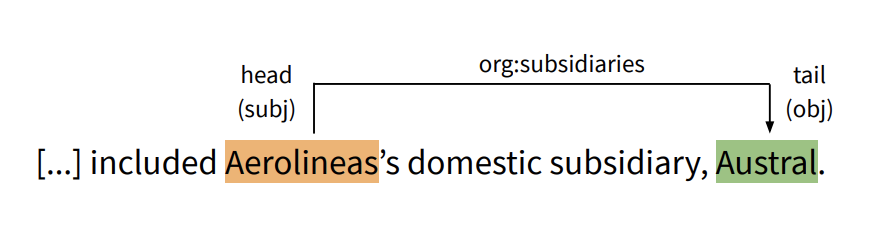 org:subsidiaries
head
(subj)
tail
(obj)
[...] included Aerolineas’s domestic subsidiary, Austral.